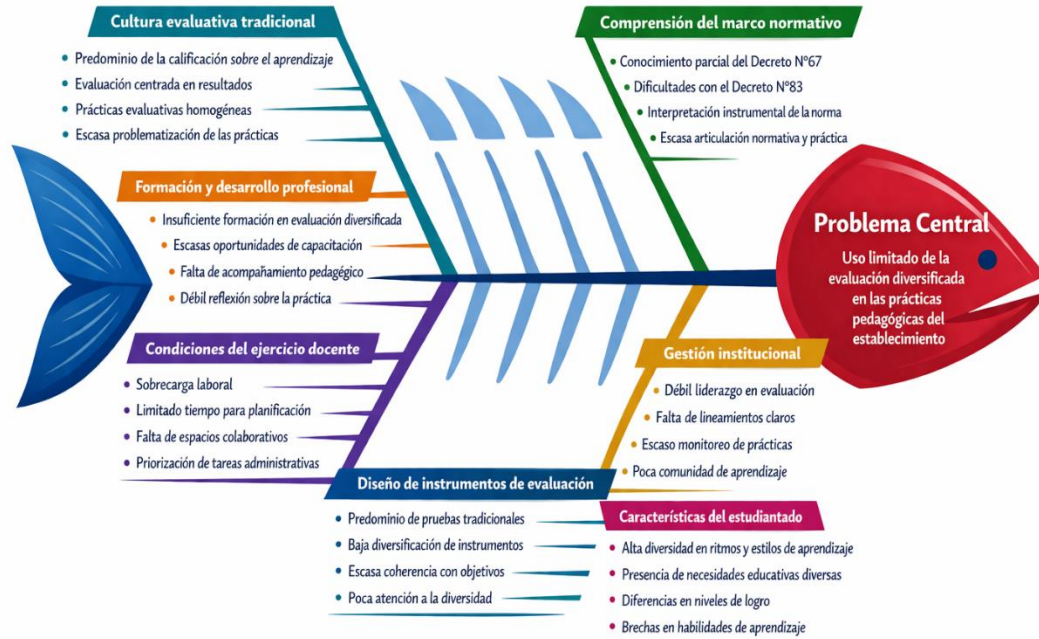 Cultura evaluativa tradicional
• Predominio de la calificación sobre el aprendizaje
• Evaluación centrada en resultados
• Prácticas evaluativas homogéneas
• Escasa problematización de las prácticas
Comprensión del marco normativo
• Conocimiento parcial del Decreto N°67
• Dificultades con el Decreto N°83
• Interpretación instrumental de la norma
• Escasa articulación normativa y práctica
Formación y desarrollo profesional
• Insuficiente formación en evaluación diversificada
• Escasas oportunidades de capacitación
• Falta de acompañamiento pedagógico
• Débil reflexión sobre la práctica
Problema Central
Uso limitado de la
evaluación diversificada
en las prácticas
pedagógicas del
establecimiento
Condiciones del ejercicio docente
• Sobrecarga laboral
• Limitado tiempo para planificación
• Falta de espacios colaborativos
• Priorización de tareas administrativas
Gestión institucional
• Débil liderazgo en evaluación
• Falta de lineamientos claros
• Escaso monitoreo de prácticas
• Poca comunidad de aprendizaje
Diseño de instrumentos de evaluación
• Predominio de pruebas tradicionales
• Baja diversificación de instrumentos
• Escasa coherencia con objetivos
• Poca atención a la diversidad
Características del estudiantado
• Alta diversidad en ritmos y estilos de aprendizaje
• Presencia de necesidades educativas diversas
• Diferencias en niveles de logro
• Brechas en habilidades de aprendizaje